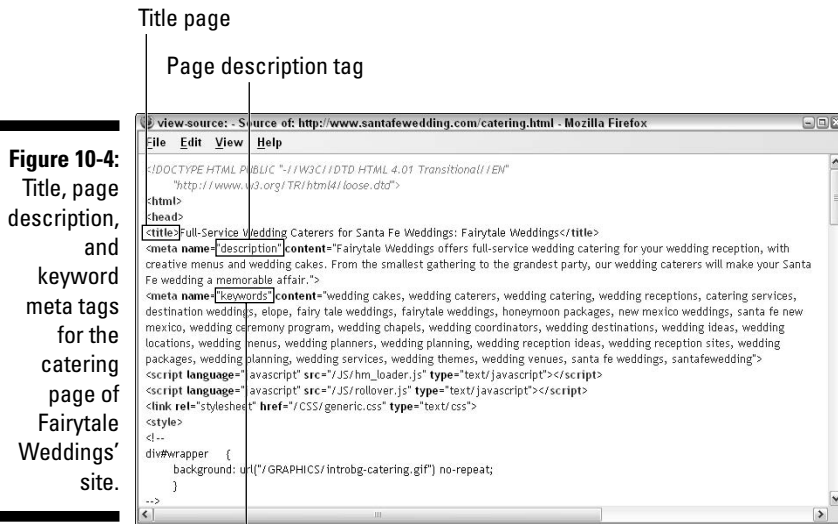 Title page
Page description tag
Figure 10-4:
Title, page
description,
and
keyword
meta tags
for the
catering
page of
Fairytale
Weddings’
site.
view-source: - Source of: http://www.santafewedding.com/catering.html - Mozilla Firefox
File Edit View Help
<!DOCTYPE HTML PUBLIC "-//W3C//DTD HTML 4.01 Transitional//EN"
"http://www.w3.org/TR/html4/loose.dtd">
<html>
<head>
<title>Full-Service Wedding Caterers for Santa Fe Weddings: Fairytale Weddings</title>
<meta name="description" content="Fairytale Weddings offers full-service wedding catering for your wedding reception, with
creative menus and wedding cakes. From the smallest gathering to the grandest party, our wedding caterers will make your Santa
Fe wedding a memorable affair.">
<meta name="keywords" content="wedding cakes, wedding caterers, wedding catering, wedding receptions, catering services,
destination weddings, elope, fairy tale weddings, fairytale weddings, honeymoon packages, new mexico weddings, santa fe new
mexico, wedding ceremony program, wedding chapels, wedding coordinators, wedding destinations, wedding ideas, wedding
locations, wedding menus, wedding planners, wedding planning, wedding reception ideas, wedding reception sites, wedding
packages, wedding planning, wedding services, wedding themes, wedding venues, santa fe weddings, santafewedding">
<script language="javascript" src="/JS/hm_loader.js" type="text/javascript"></script>
<script language="javascript" src="/JS/rollover.js" type="text/javascript"></script>
<link rel="stylesheet" href="/CSS/generic.css" type="text/css">
<style>
<!--
div#wrapper {
background: url("/GRAPHICS/introbg-catering.gif") no-repeat;
}
-->